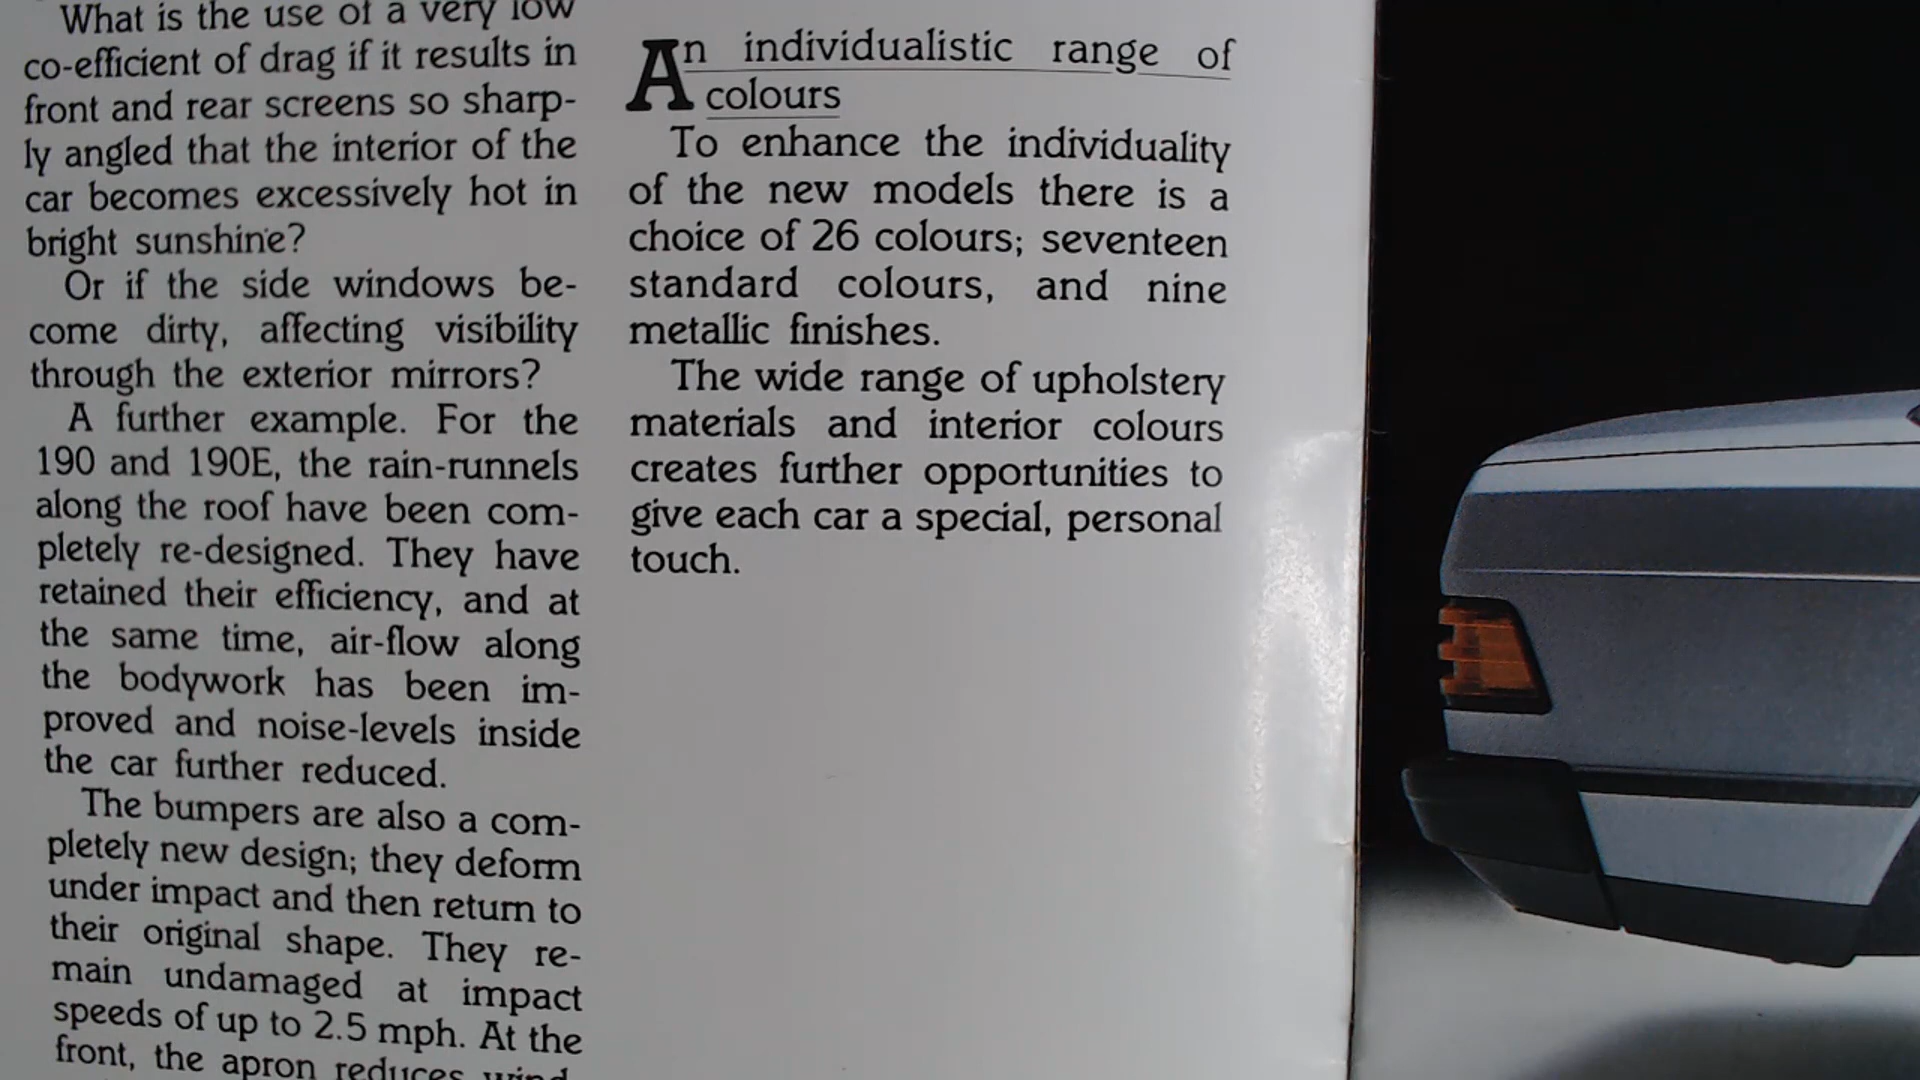 What is the use of a very low
co-efficient of drag if it results in
front and rear screens so sharp-
ly angled that the interior of the
car becomes excessively hot in
bright sunshine?
Or if the side windows be-
come dirty, affecting visibility
through the exterior mirrors?
A further example. For the
190 and 190E, the rain-runnels
along the roof have been com-
pletely re-designed. They have
retained their efficiency, and at
the same time, air-flow along
the bodywork has been im-
proved and noise-levels inside
the car further reduced.
The bumpers are also a com-
pletely new design; they deform
under impact and then return to
their original shape. They re-
main undamaged at impact
speeds of up to 2.5 mph. At the
front, the apron reduces wind-
An individualistic range of
colours
To enhance the individuality
of the new models there is a
choice of 26 colours; seventeen
standard colours, and nine
metallic finishes.
The wide range of upholstery
materials and interior colours
creates further opportunities to
give each car a special, personal
touch.